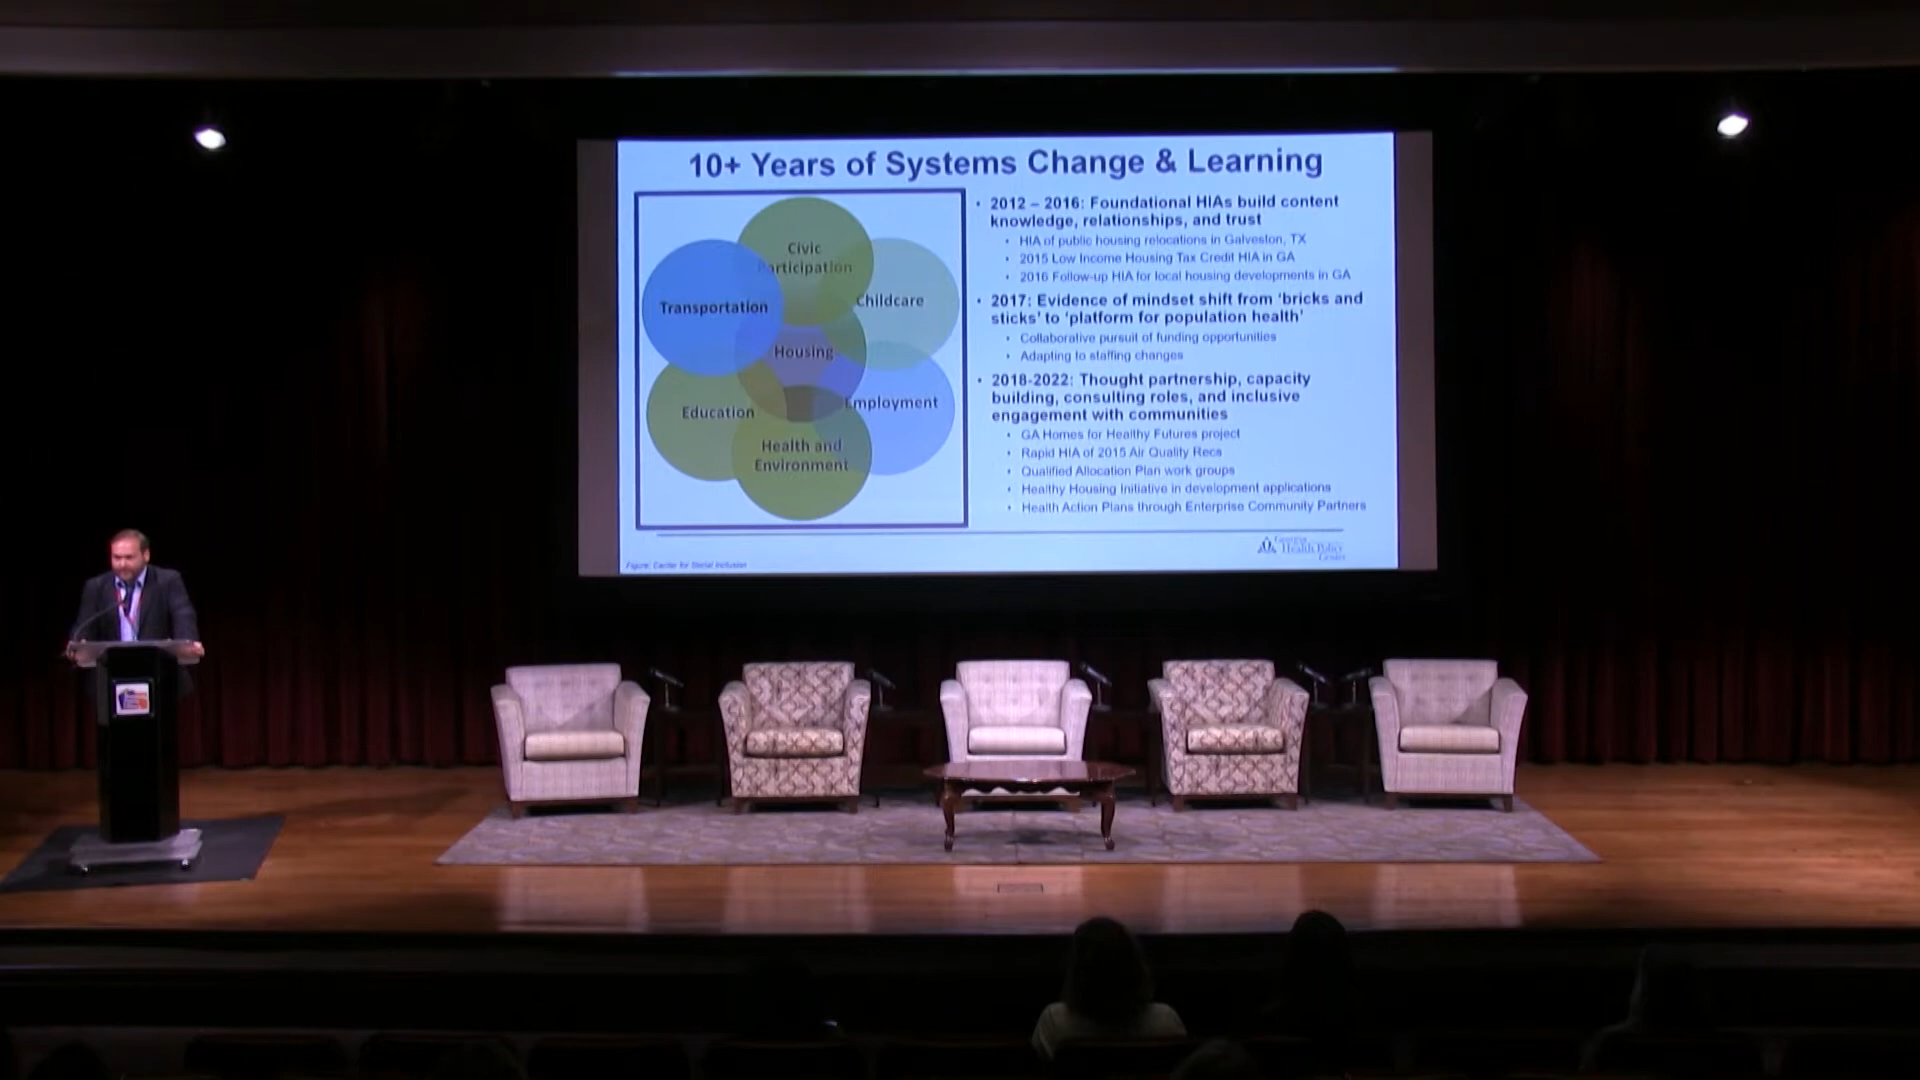 10+ Years of Systems Change & Learning
Civic
Participation
Transportation
Childcare
Housing
Education
Employment
Health and
Environment
• 2012 – 2016: Foundational HIAs build content
knowledge, relationships, and trust
• HIA of public housing relocations in Galveston, TX
• 2015 Low Income Housing Tax Credit HIA in GA
• 2016 Follow-up HIA for local housing developments in GA
• 2017: Evidence of mindset shift from 'bricks and
sticks' to 'platform for population health'
• Collaborative pursuit of funding opportunities
• Adapting to staffing changes
• 2018-2022: Thought partnership, capacity
building, consulting roles, and inclusive
engagement with communities
• GA Homes for Healthy Futures project
• Rapid HIA of 2015 Air Quality Recs
• Qualified Allocation Plan work groups
• Healthy Housing Initiative in development applications
• Health Action Plans through Enterprise Community Partners
Figure: Center for Social Inclusion
Georgia
Health Policy
Center